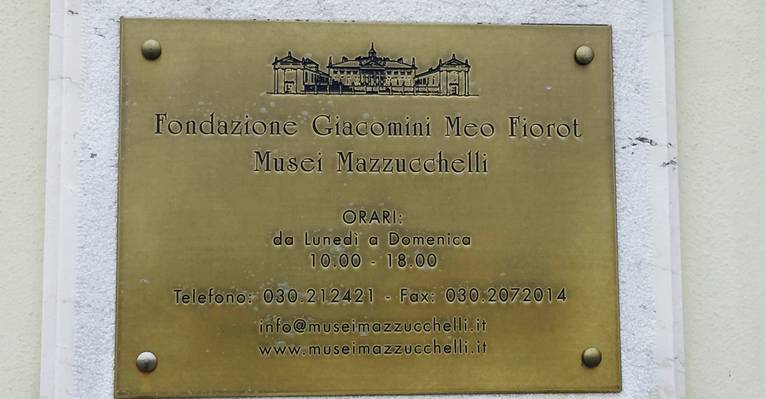 Fondazione Giacomini Meo Fiorot
Musei Mazzucchelli
ORARI:
da Lunedì a Domenica
10.00 - 18.00
Telefono: 030.212421 - Fax: 030.2072014
info@museimazzucchelli.it
www.museimazzucchelli.it